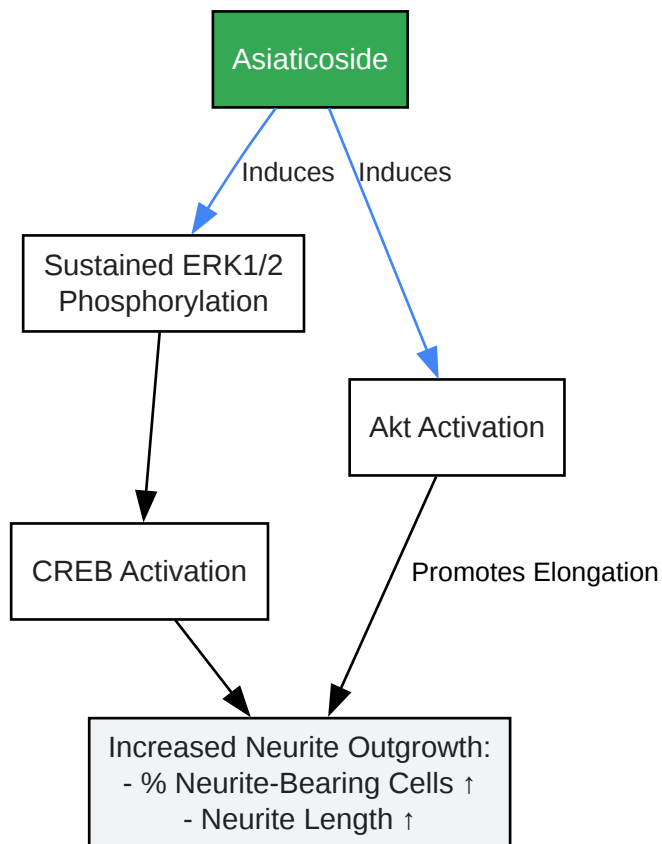 Asiaticoside
Induces
Induces
Sustained ERK1/2
Phosphorylation
Akt Activation
CREB Activation
Promotes Elongation
Increased Neurite Outgrowth:
- % Neurite-Bearing Cells ↑
- Neurite Length ↑